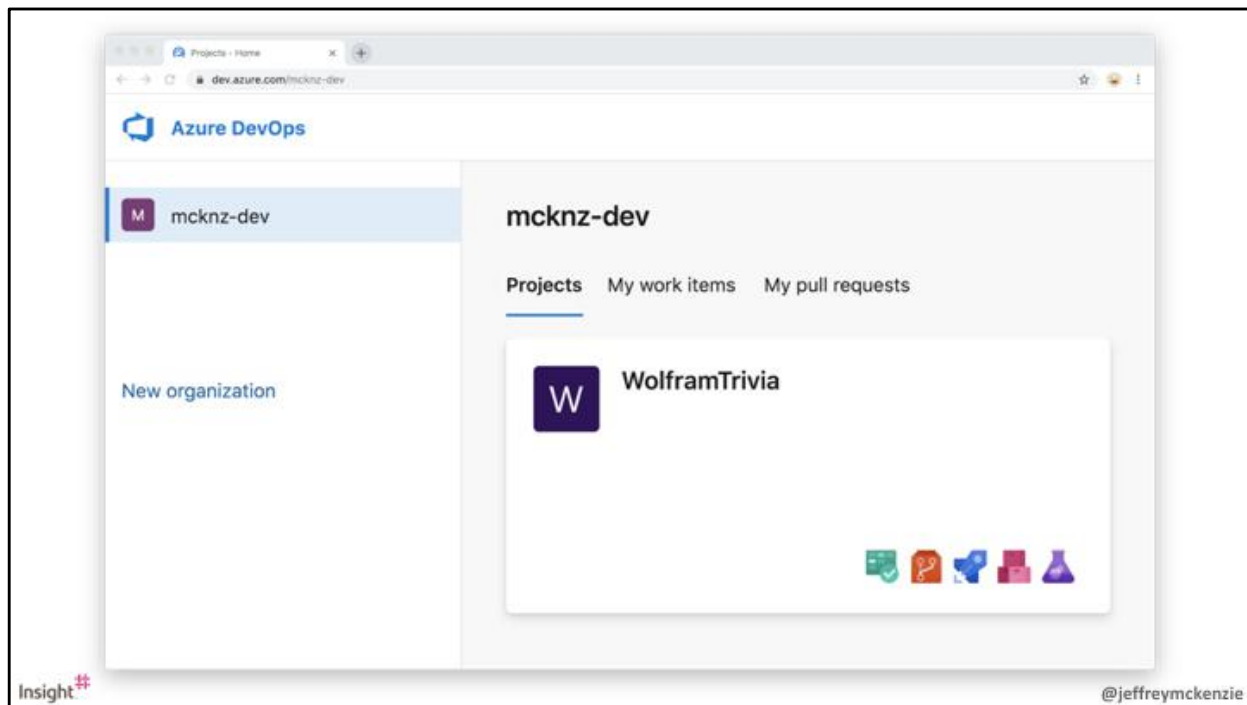 Projects - Home
dev.azure.com/mcknz-dev
Azure DevOps
M mcknz-dev
New organization
mcknz-dev
Projects My work items My pull requests
W WolframTrivia
Insight#
@jeffreymckenzie